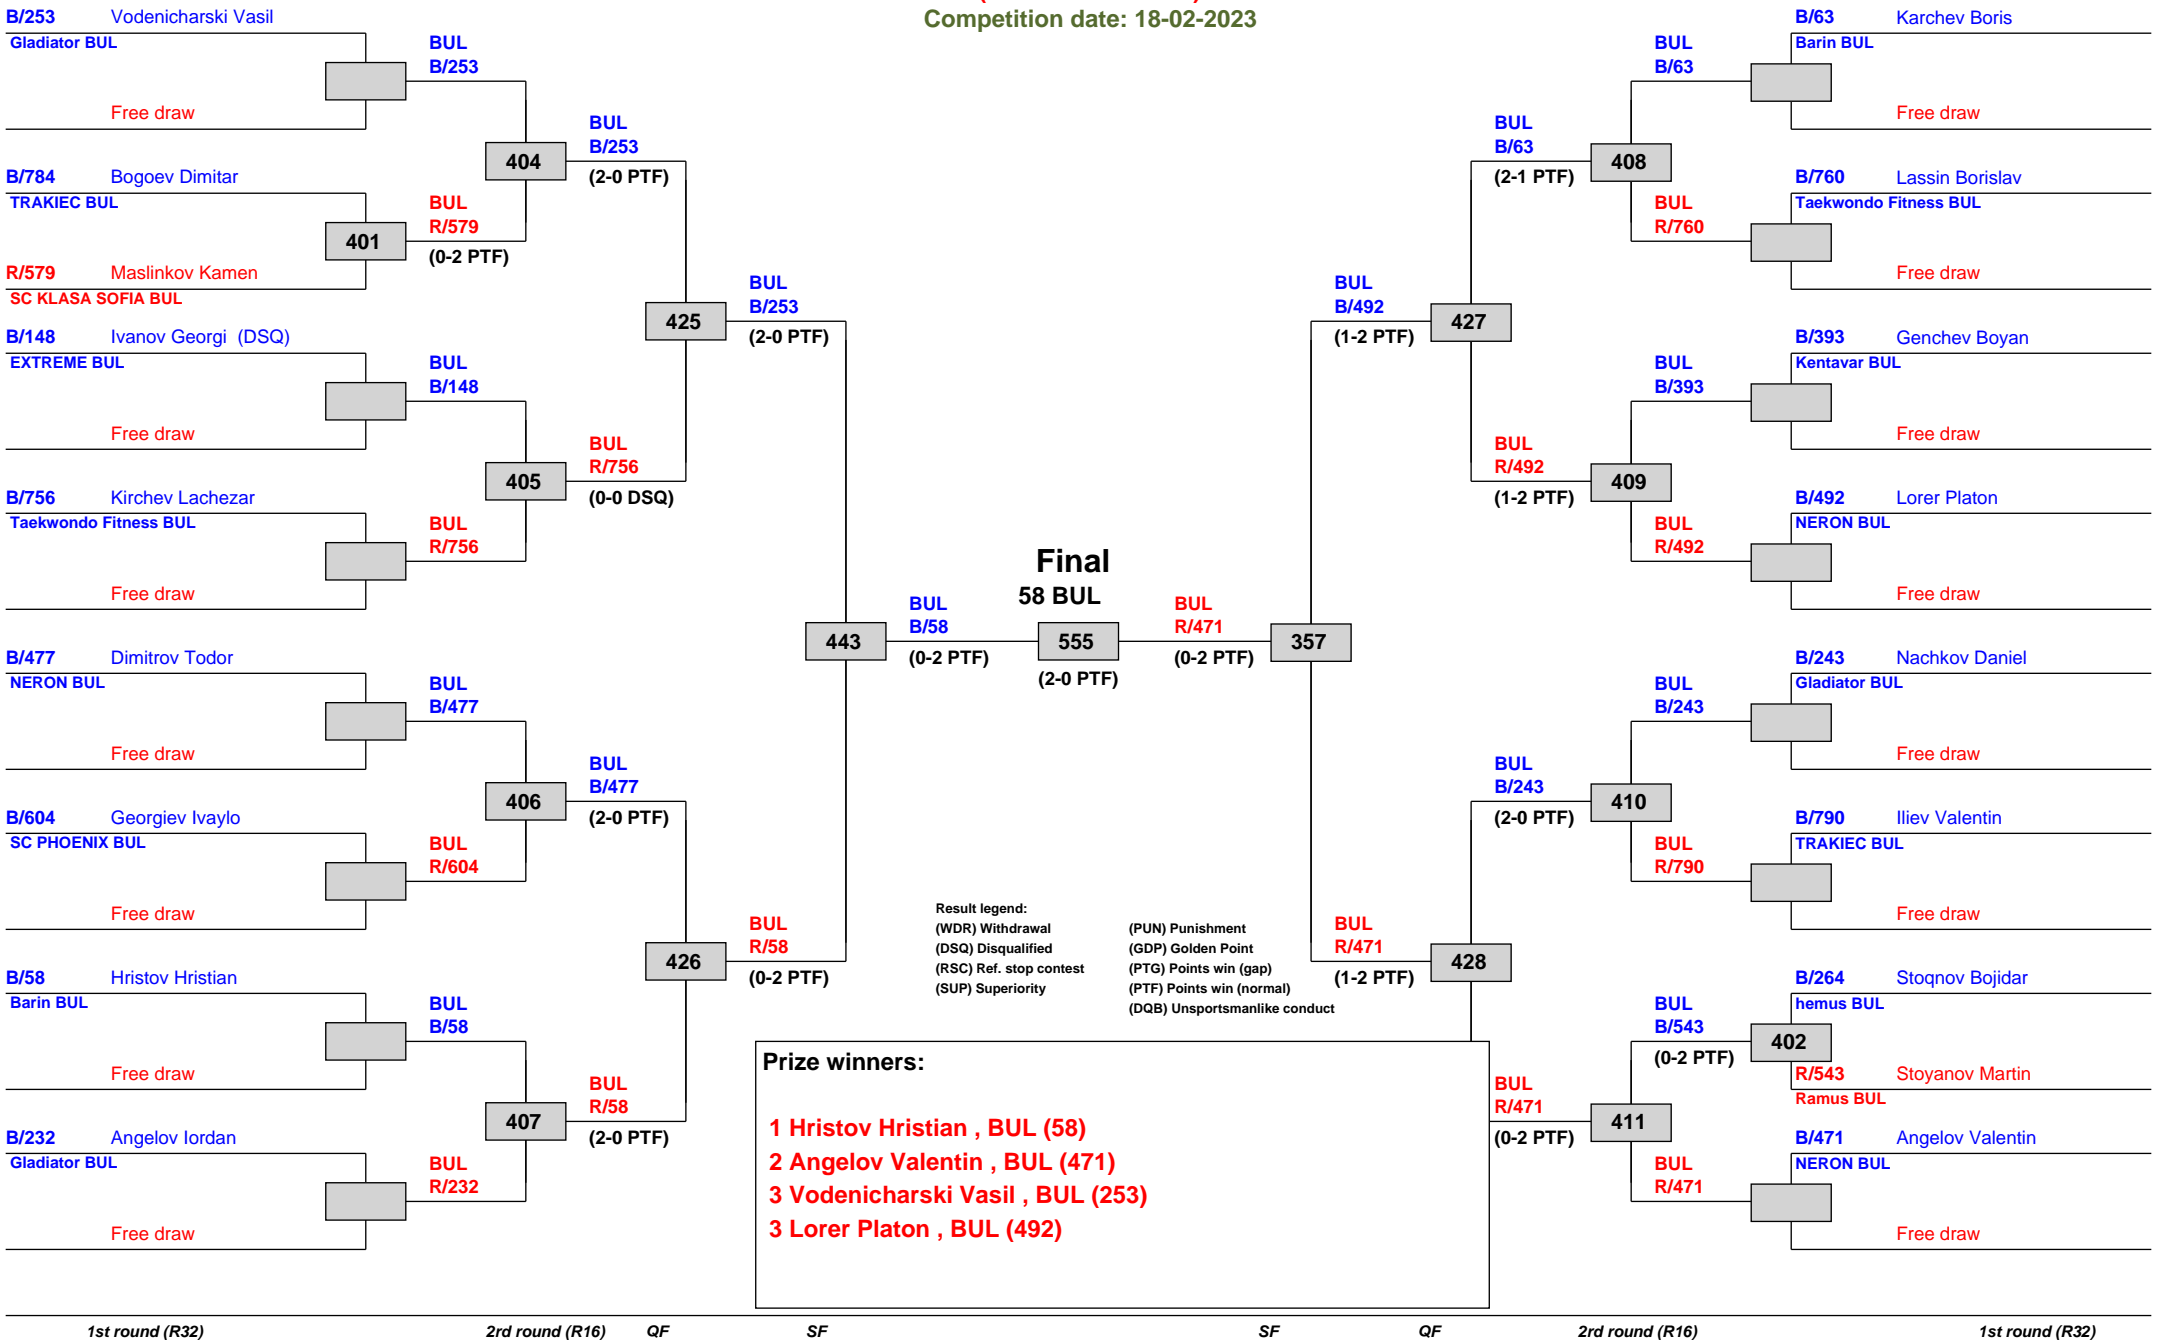 Competition date: 18-02-2023
B/253 Vodenicharski Vasil
Gladiator BUL
Free draw
BUL
B/253
B/784 Bogoev Dimitar
TRAKIEC BUL
401
R/579 Maslinkov Kamen
SC KLASA SOFIA BUL
BUL
R/579
(0-2 PTF)
404
BUL
B/253
(2-0 PTF)
B/148 Ivanov Georgi (DSQ)
EXTREME BUL
Free draw
BUL
B/148
B/756 Kirchev Lachezar
Taekwondo Fitness BUL
Free draw
BUL
R/756
405
BUL
R/756
(0-0 DSQ)
425
BUL
B/253
(2-0 PTF)
B/477 Dimitrov Todor
NERON BUL
Free draw
BUL
B/477
B/604 Georgiev Ivaylo
SC PHOENIX BUL
Free draw
BUL
R/604
406
BUL
B/477
(2-0 PTF)
B/58 Hristov Hristian
Barin BUL
Free draw
BUL
B/58
B/232 Angelov Iordan
Gladiator BUL
Free draw
BUL
R/232
407
BUL
R/58
(2-0 PTF)
426
BUL
R/58
(0-2 PTF)
443
BUL
B/58
(0-2 PTF)
Final
58 BUL
555
(2-0 PTF)
BUL
R/471
(0-2 PTF)
357
BUL
B/492
(1-2 PTF)
427
BUL
B/63
(2-1 PTF)
408
BUL
B/63
B/63 Karchev Boris
Barin BUL
Free draw
BUL
R/760
B/760 Lassin Borislav
Taekwondo Fitness BUL
Free draw
BUL
R/492
(1-2 PTF)
409
BUL
B/393
B/393 Genchev Boyan
Kentavar BUL
Free draw
BUL
R/492
B/492 Lorer Platon
NERON BUL
Free draw
BUL
R/471
(1-2 PTF)
428
BUL
B/243
(2-0 PTF)
410
BUL
B/243
B/243 Nachkov Daniel
Gladiator BUL
Free draw
BUL
R/790
B/790 Iliev Valentin
TRAKIEC BUL
Free draw
BUL
R/471
(0-2 PTF)
411
BUL
B/543
(0-2 PTF)
402
B/264 Stoqnov Bojidar
hemus BUL
R/543 Stoyanov Martin
Ramus BUL
BUL
R/471
B/471 Angelov Valentin
NERON BUL
Free draw
Result legend:
(WDR) Withdrawal
(DSQ) Disqualified
(RSC) Ref. stop contest
(SUP) Superiority
(PUN) Punishment
(GDP) Golden Point
(PTG) Points win (gap)
(PTF) Points win (normal)
(DQB) Unsportsmanlike conduct
Prize winners:
1 Hristov Hristian , BUL (58)
2 Angelov Valentin , BUL (471)
3 Vodenicharski Vasil , BUL (253)
3 Lorer Platon , BUL (492)
1st round (R32) 2rd round (R16) QF SF SF QF 2rd round (R16) 1st round (R32)